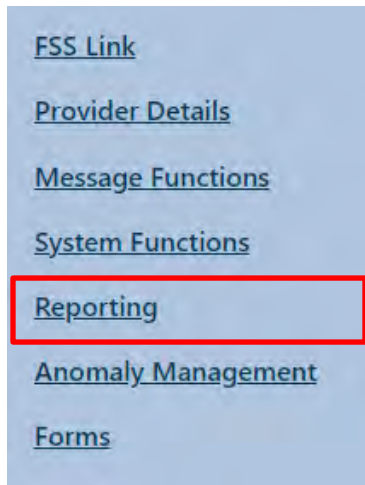 FSS Link
Provider Details
Message Functions
System Functions
Reporting
Anomaly Management
Forms